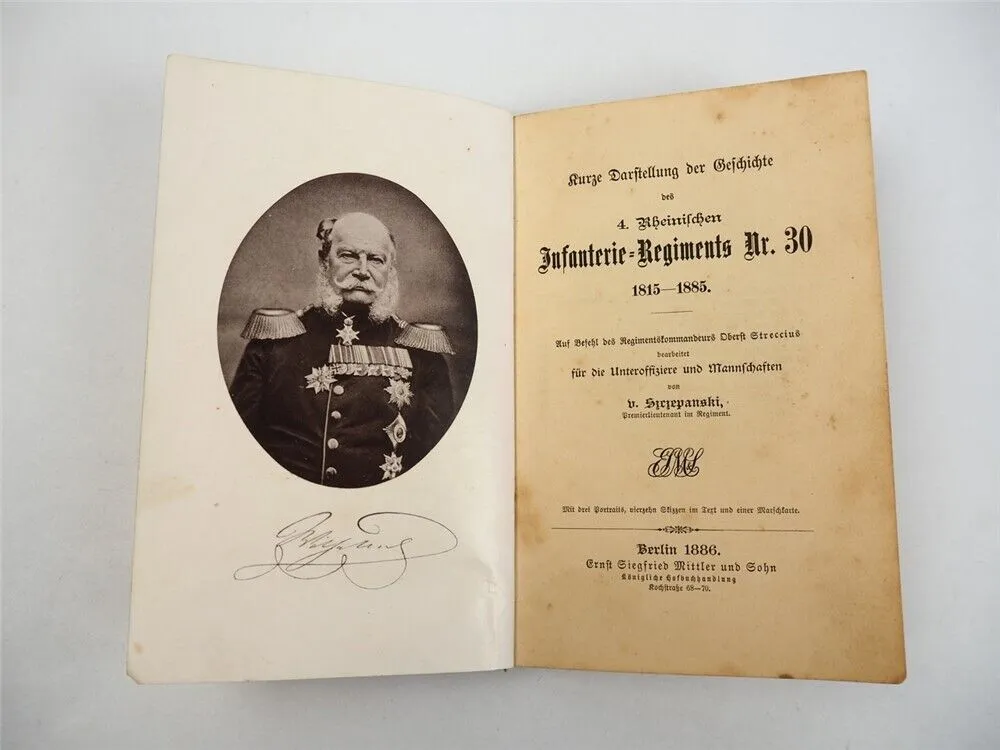 Wilhelm
Kurze Darstellung der Geschichte
des
4. Rheinischen
Infanterie-Regiments Nr. 30
1815—1885.
Auf Befehl des Regimentskommandeurs Oberst Streccius
bearbeitet
für die Unteroffiziere und Mannschaften
von
v. Szczepanski,
Premierlieutenant im Regiment.
Mit drei Portraits, vierzehn Skizzen im Text und einer Marschkarte.
Berlin 1886.
Ernst Siegfried Mittler und Sohn
Königliche Hofbuchhandlung
Kochstraße 68—70.